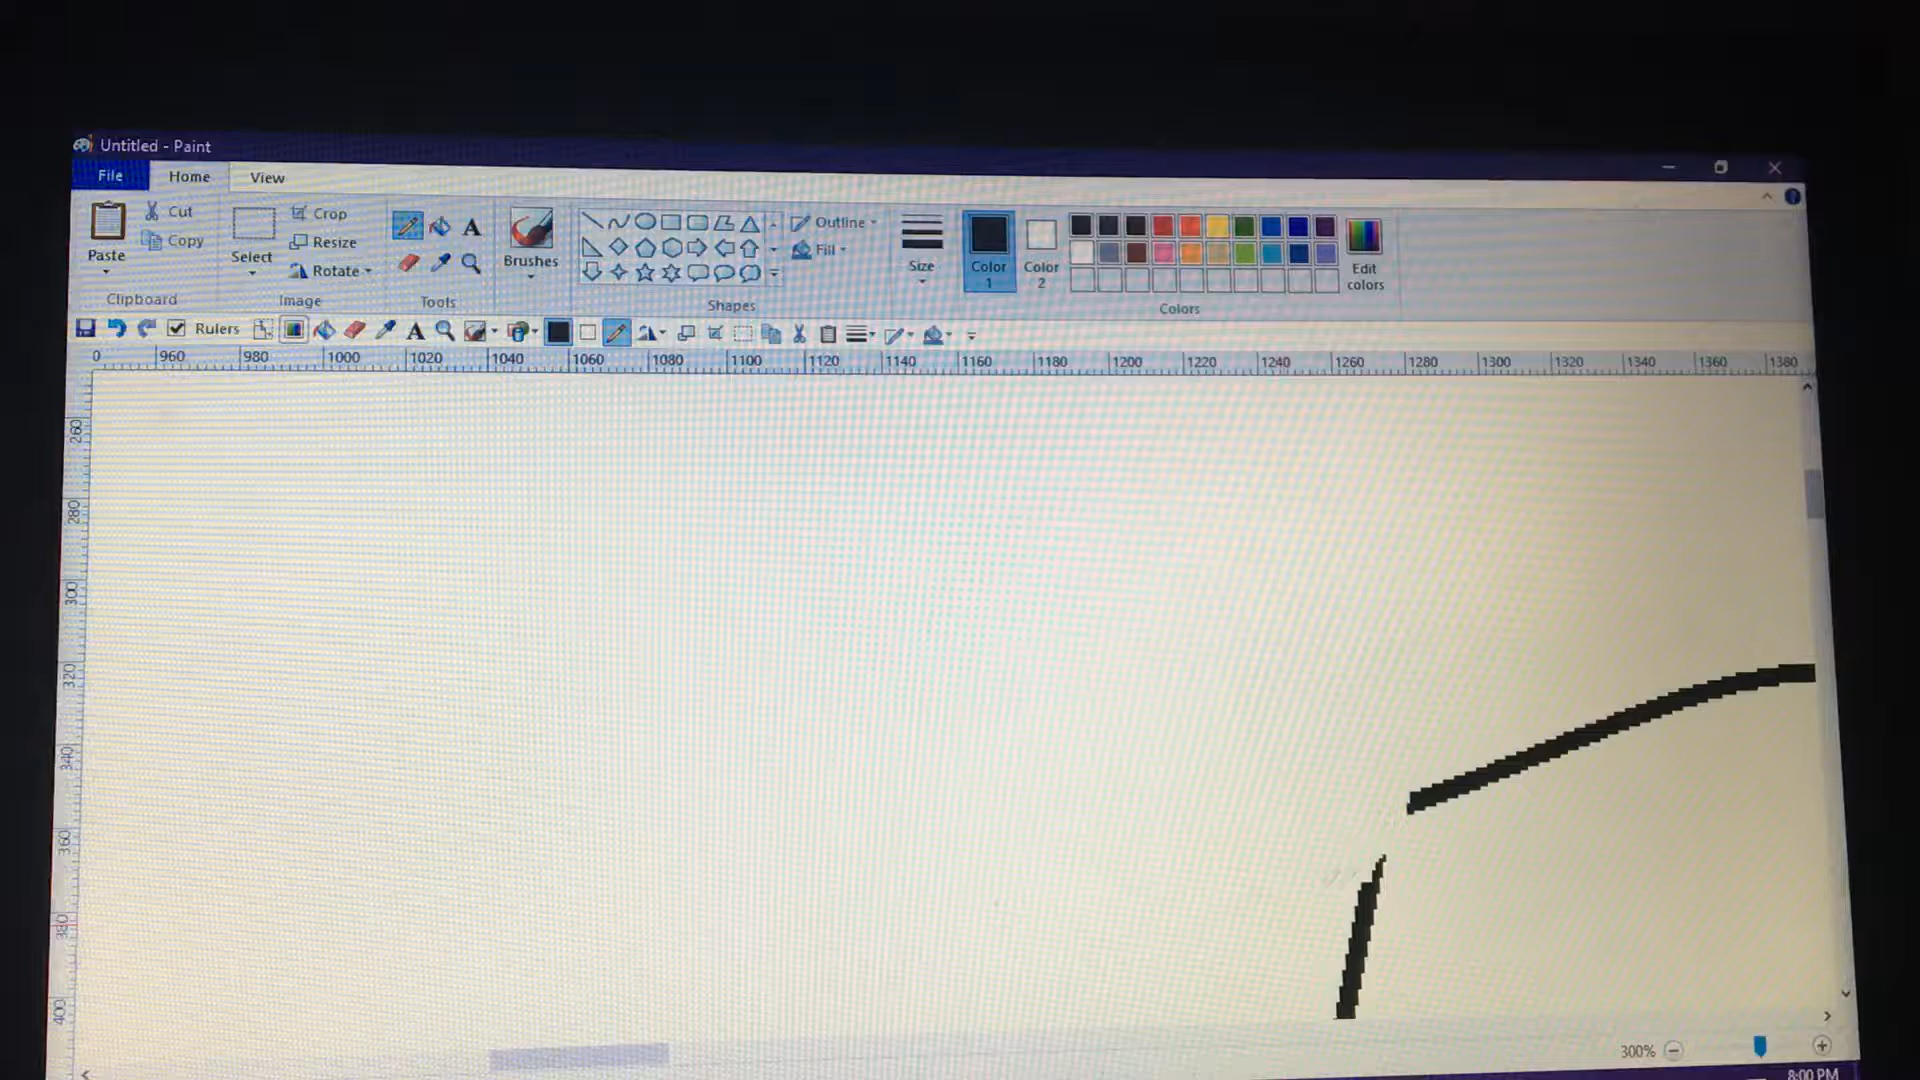 Untitled - Paint
File Home View
Paste
Cut
Copy
Clipboard
Select
Crop
Resize
Rotate
Image
A
Tools
Brushes
Shapes
Outline
Fill
Size
Color 1
Color 2
Colors
Edit colors
Rulers
A
0 960 980 1000 1020 1040 1060 1080 1100 1120 1140 1160 1180 1200 1220 1240 1260 1280 1300 1320 1340 1360 1380
260
280
300
320
340
360
380
400
300%
8:00 PM